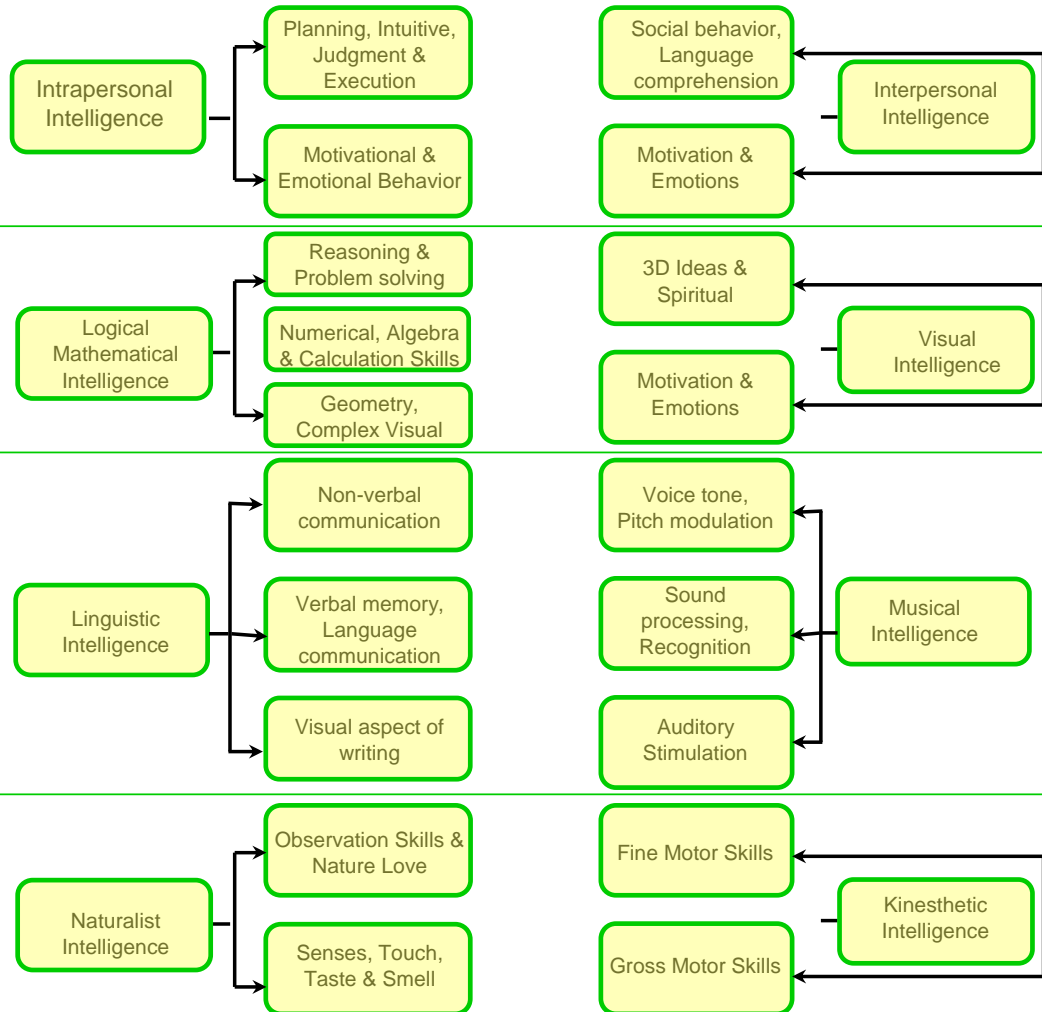 Intrapersonal
Intelligence
Planning, Intuitive,
Judgment &
Execution
Motivational &
Emotional Behavior
Social behavior,
Language
comprehension
Motivation &
Emotions
Interpersonal
Intelligence
Logical
Mathematical
Intelligence
Reasoning &
Problem solving
Numerical, Algebra
& Calculation Skills
Geometry,
Complex Visual
3D Ideas &
Spiritual
Motivation &
Emotions
Visual
Intelligence
Linguistic
Intelligence
Non-verbal
communication
Verbal memory,
Language
communication
Visual aspect of
writing
Voice tone,
Pitch modulation
Sound
processing,
Recognition
Auditory
Stimulation
Musical
Intelligence
Naturalist
Intelligence
Observation Skills &
Nature Love
Senses, Touch,
Taste & Smell
Fine Motor Skills
Gross Motor Skills
Kinesthetic
Intelligence